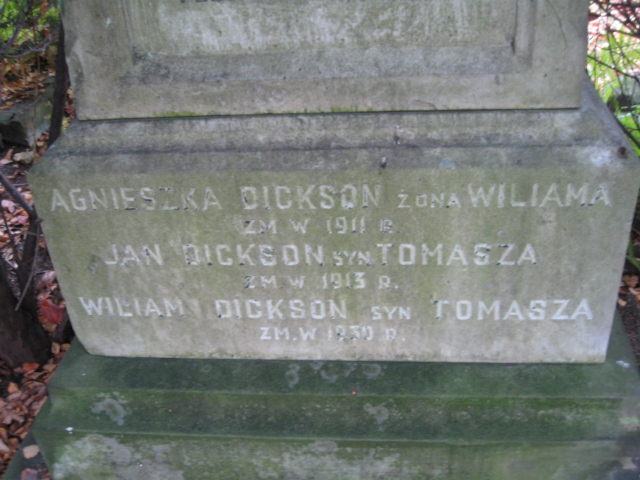 AGNIESZKA DICKSON ŻONA WILIAMA
ZM W 1911 R.
JAN DICKSON SYN TOMASZA
ZM W 1913 R.
WILIAM DICKSON SYN TOMASZA
ZM. W 1930 R.